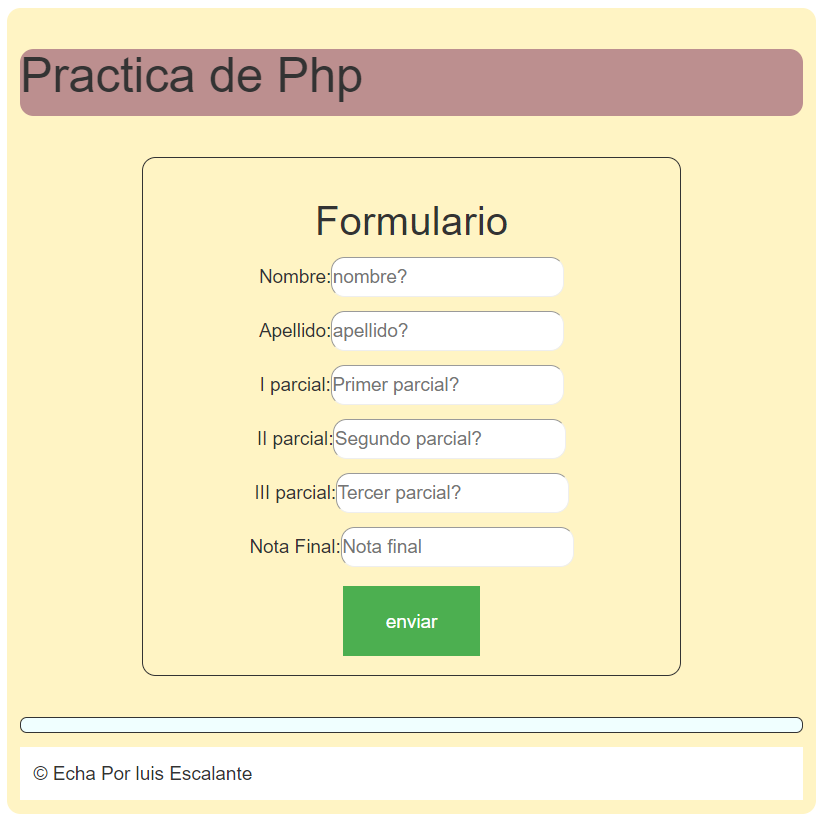 Practica de Php
Formulario
Nombre:nombre?
Apellido:apellido?
I parcial:Primer parcial?
II parcial:Segundo parcial?
III parcial:Tercer parcial?
Nota Final:Nota final
enviar
© Echa Por luis Escalante